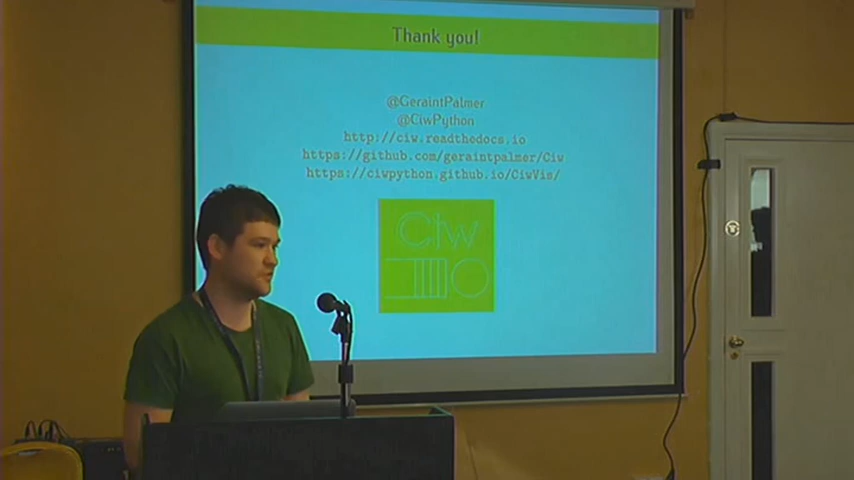 Thank you!
@GeraintPalmer
@CiwPython
http://ciw.readthedocs.io
https://github.com/geraintpalmer/Ciw
https://ciwpython.github.io/CiwVis/
Ciw